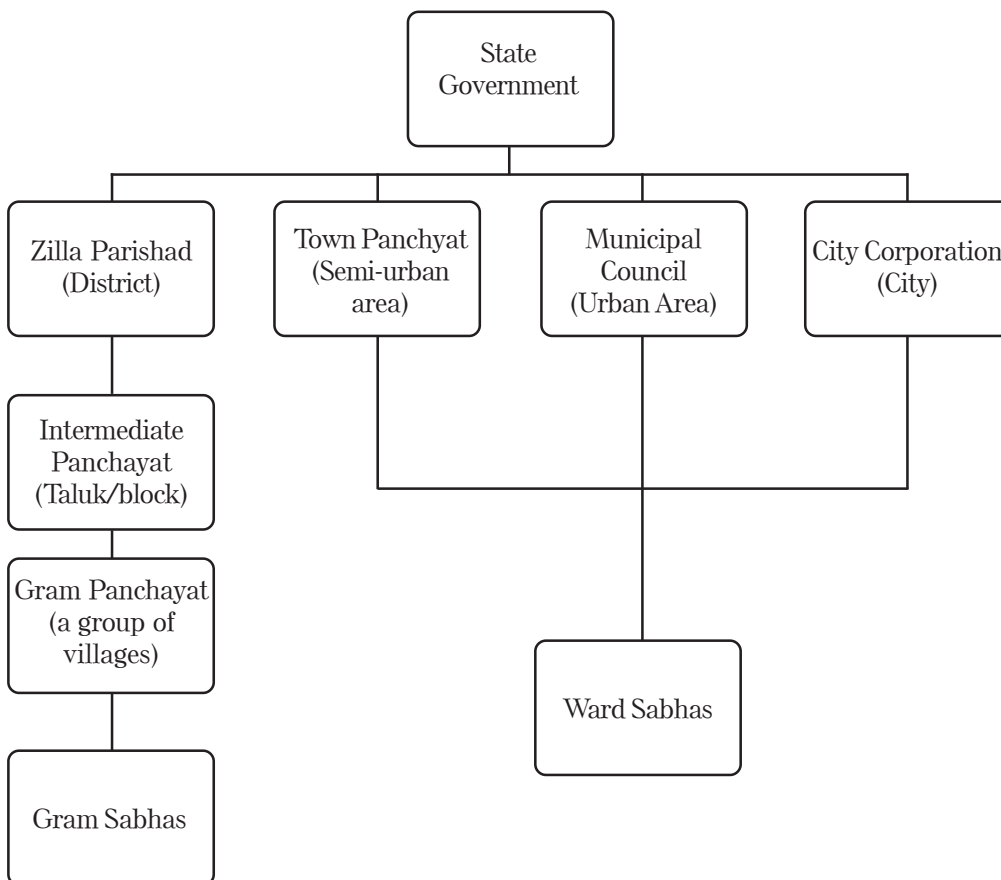 State
Government
Zilla Parishad
(District)
Town Panchyat
(Semi-urban
area)
Municipal
Council
(Urban Area)
City Corporation
(City)
Intermediate
Panchayat
(Taluk/block)
Gram Panchayat
(a group of
villages)
Ward Sabhas
Gram Sabhas